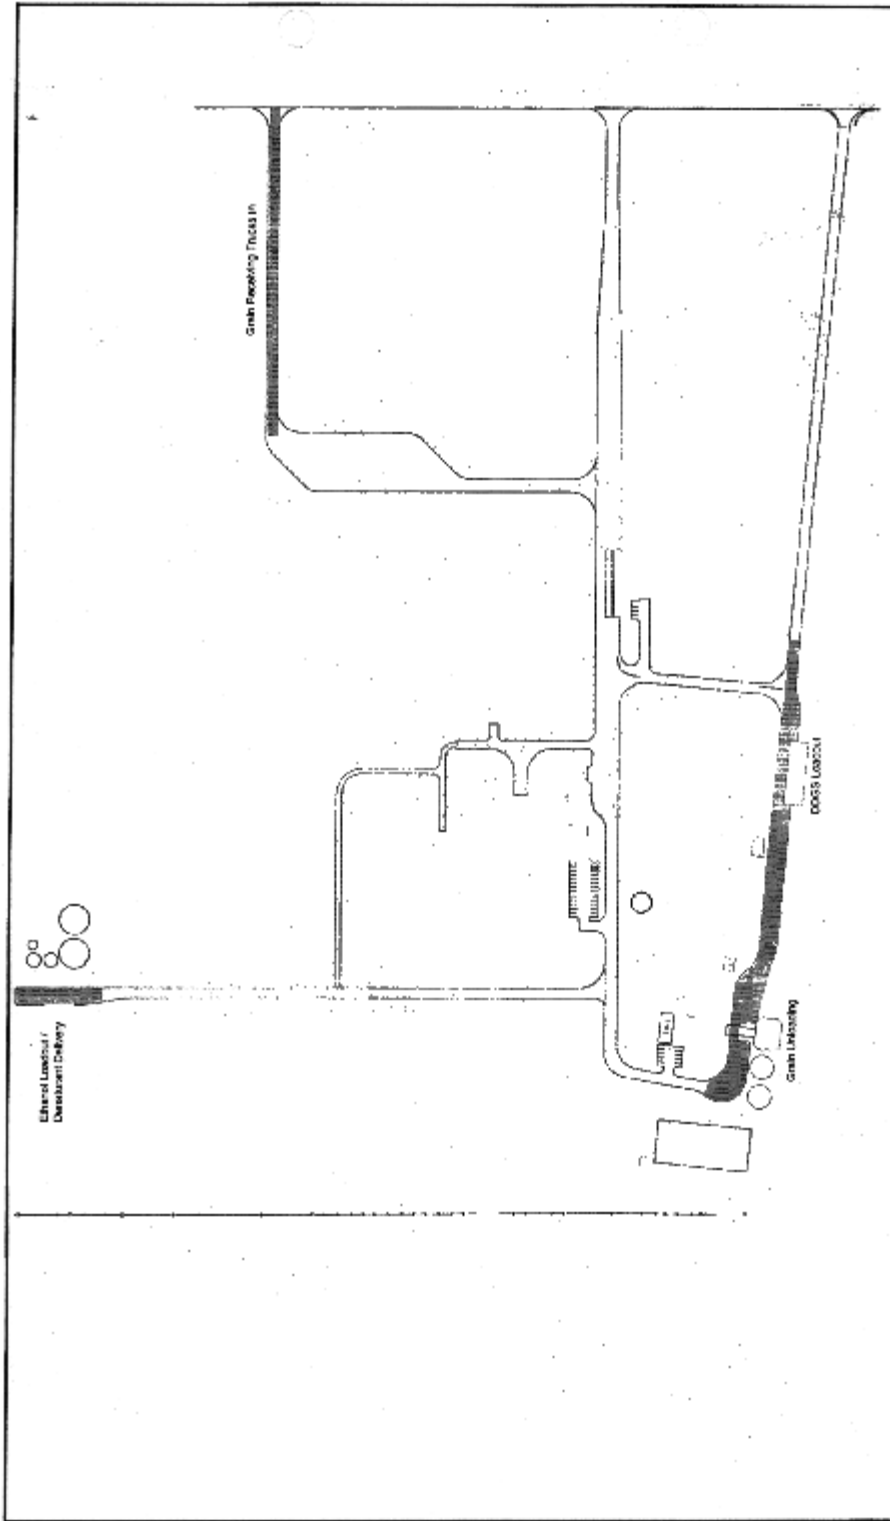 Grain Receiving Trucks In
DDGS Loadout
Ethanol Loadout /
Denaturant Delivery
Grain Unloading